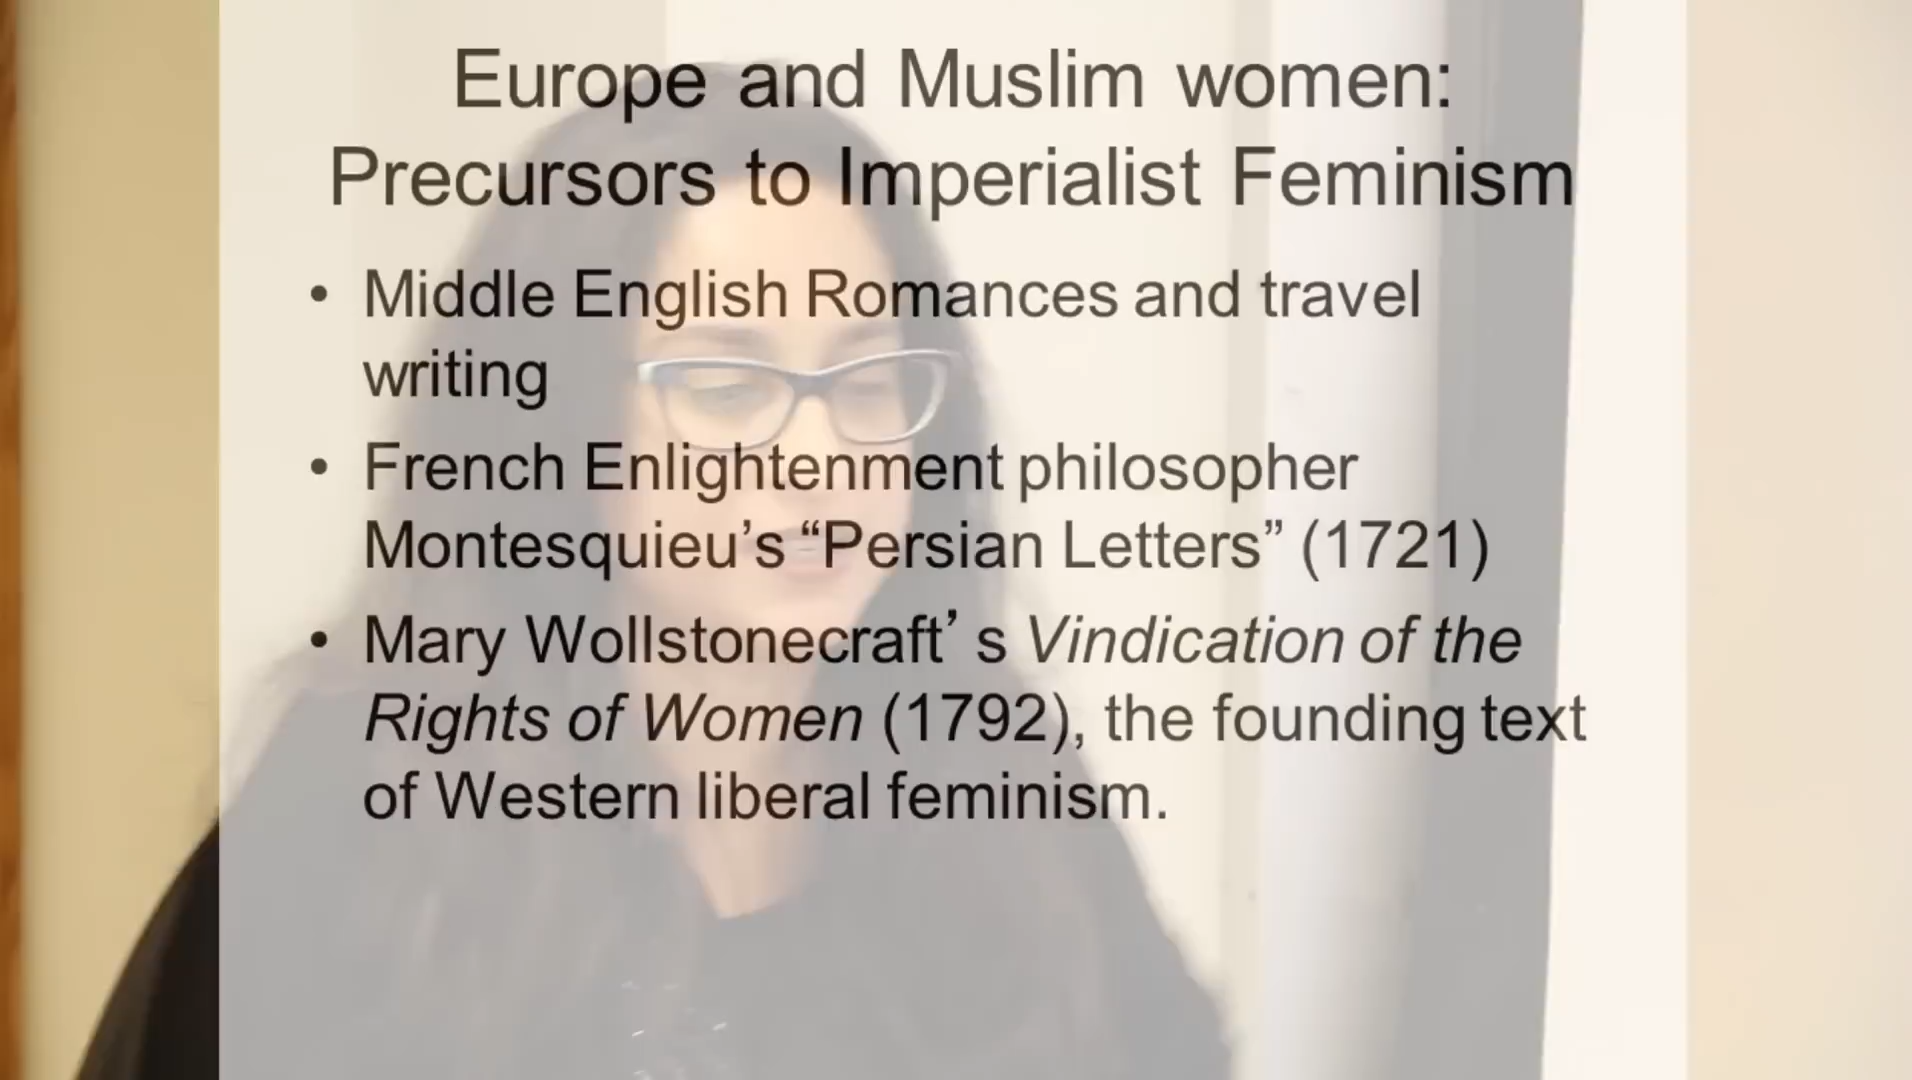 Europe and Muslim women:
Precursors to Imperialist Feminism
• Middle English Romances and travel
writing
• French Enlightenment philosopher
Montesquieu’s “Persian Letters” (1721)
• Mary Wollstonecraft’ s Vindication of the
Rights of Women (1792), the founding text
of Western liberal feminism.